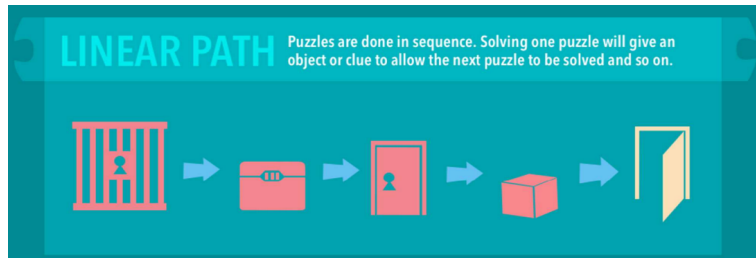 LINEAR PATH
Puzzles are done in sequence. Solving one puzzle will give an
object or clue to allow the next puzzle to be solved and so on.